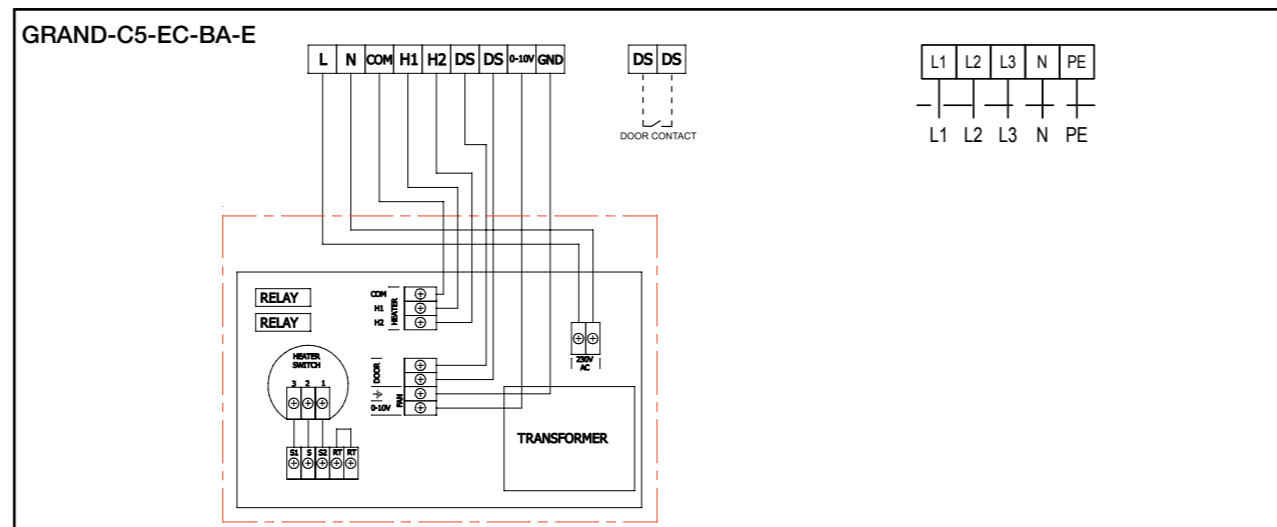 GRAND-C5-EC-BA-E
L N COM H1 H2 DS DS 0-10V GND
DS DS
DOOR CONTACT
L1 L2 L3 N PE
L1 L2 L3 N PE
RELAY
RELAY
COM
H1
H2
HEATER
HEATER
SWITCH
3 2 1
S1 S S2 RT RT
DOOR
FAN
0-10V
230V
AC
TRANSFORMER